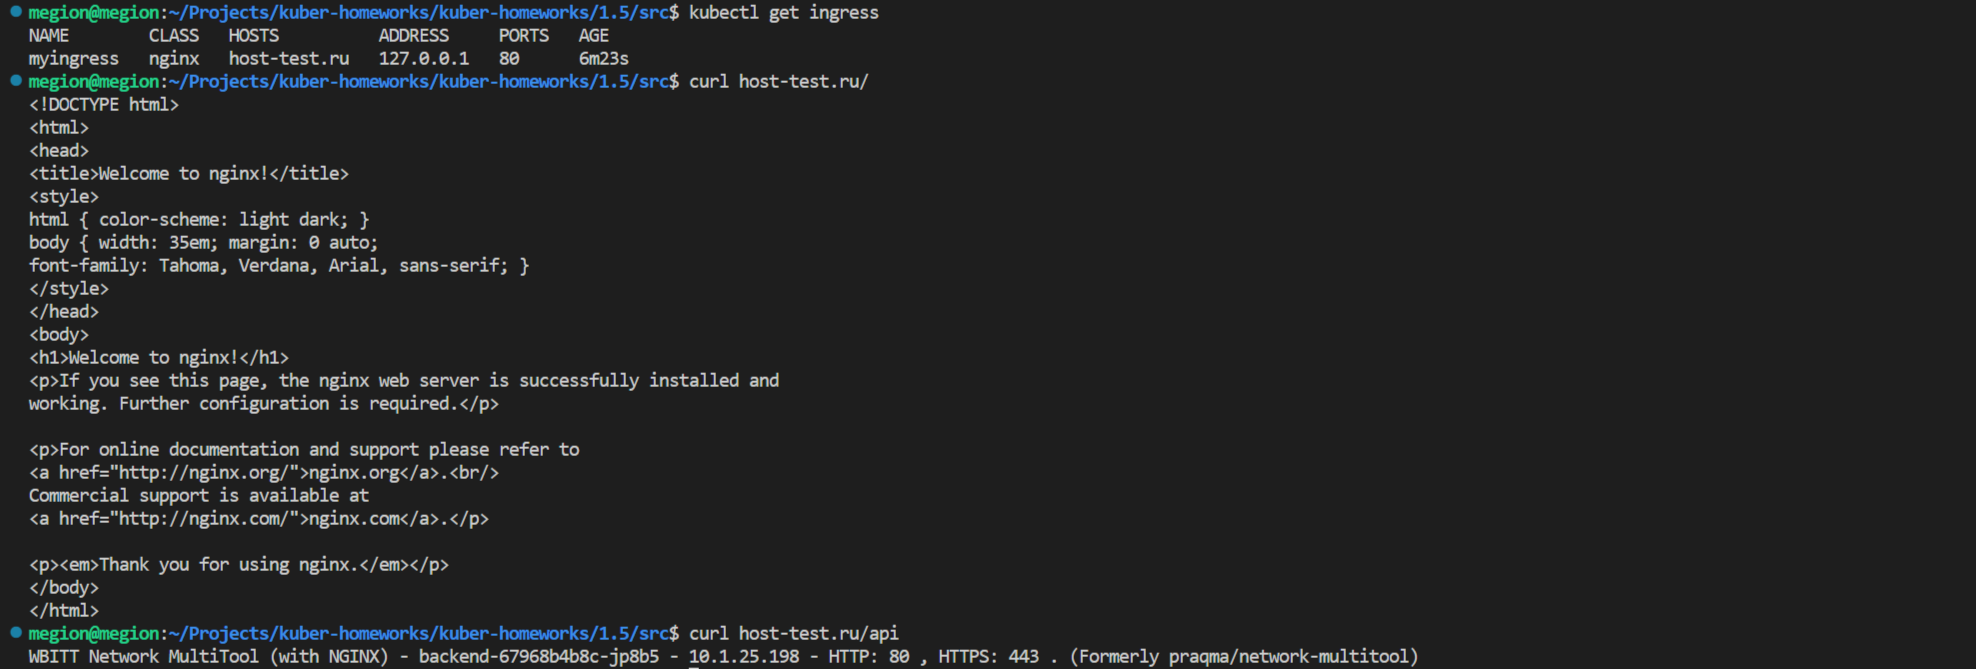 megion@megion:~/Projects/kuber-homeworks/kuber-homeworks/1.5/src$ kubectl get ingress
NAME CLASS HOSTS ADDRESS PORTS AGE
myingress nginx host-test.ru 127.0.0.1 80 6m23s
megion@megion:~/Projects/kuber-homeworks/kuber-homeworks/1.5/src$ curl host-test.ru/
<!DOCTYPE html>
<html>
<head>
<title>Welcome to nginx!</title>
<style>
html { color-scheme: light dark; }
body { width: 35em; margin: 0 auto;
font-family: Tahoma, Verdana, Arial, sans-serif; }
</style>
</head>
<body>
<h1>Welcome to nginx!</h1>
<p>If you see this page, the nginx web server is successfully installed and
working. Further configuration is required.</p>
<p>For online documentation and support please refer to
<a href="http://nginx.org/">nginx.org</a>.<br/>
Commercial support is available at
<a href="http://nginx.com/">nginx.com</a>.</p>
<p><em>Thank you for using nginx.</em></p>
</body>
</html>
megion@megion:~/Projects/kuber-homeworks/kuber-homeworks/1.5/src$ curl host-test.ru/api
WBITT Network MultiTool (with NGINX) - backend-67968b4b8c-jp8b5 - 10.1.25.198 - HTTP: 80 , HTTPS: 443 . (Formerly praqma/network-multitool)